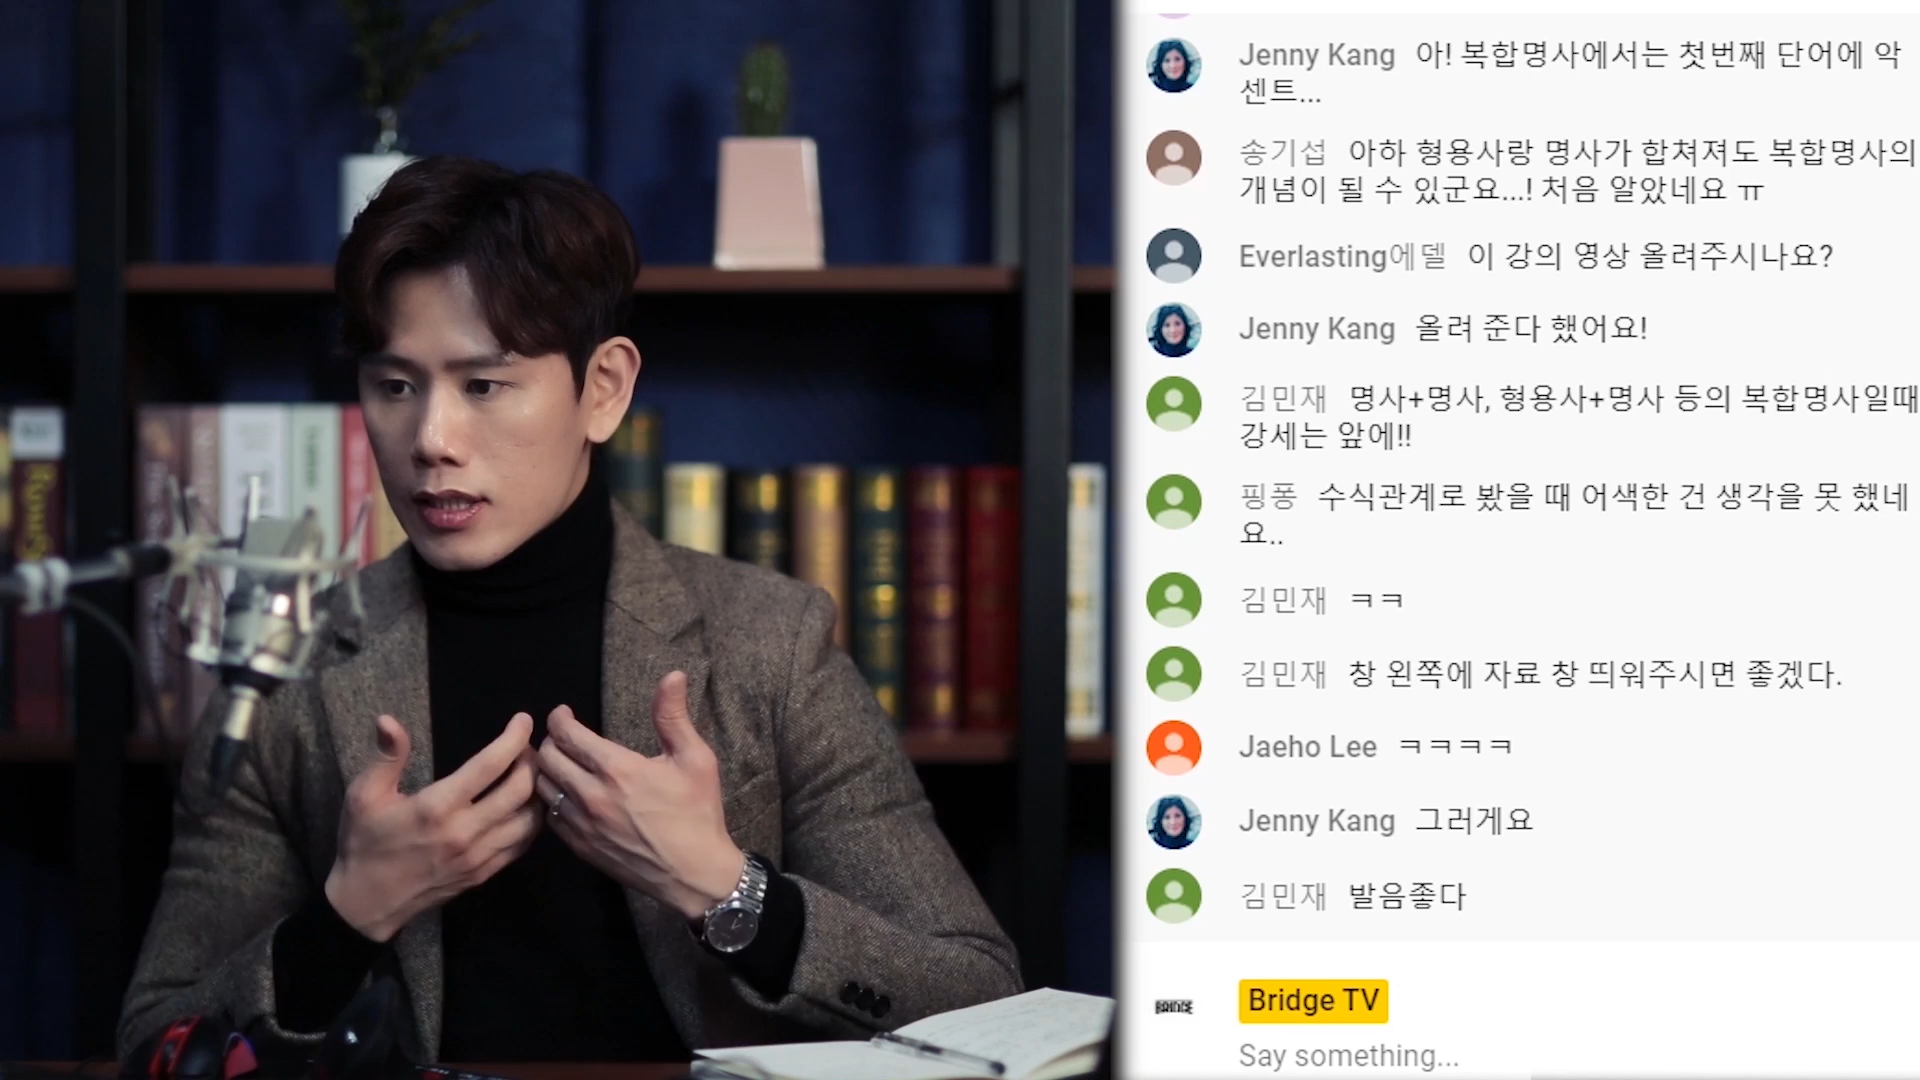 Jenny Kang 아! 복합명사에서는 첫번째 단어에 악
센트...
송기섭 아하 형용사랑 명사가 합쳐져도 복합명사의
개념이 될 수 있군요...! 처음 알았네요 ㅠ
Everlasting에델 이 강의 영상 올려주시나요?
Jenny Kang 올려 준다 했어요!
김민재 명사+명사, 형용사+명사 등의 복합명사일때
강세는 앞에!!
핑퐁 수식관계로 봤을 때 어색한 건 생각을 못 했네
요..
김민재 ㅋㅋ
김민재 창 왼쪽에 자료 창 띄워주시면 좋겠다.
Jaeho Lee ㅋㅋㅋㅋ
Jenny Kang 그러게요
김민재 발음좋다
BRIDGE
Bridge TV
Say something...